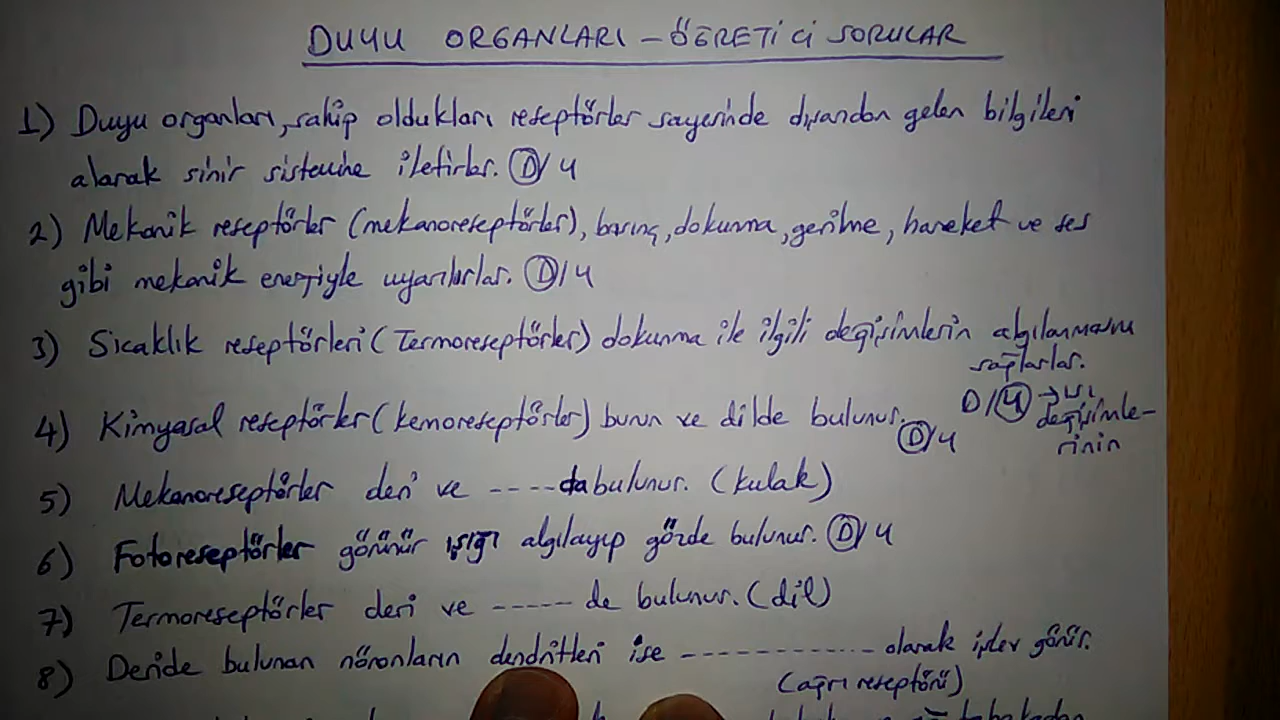 DUYU ORGANLARI – ÖĞRETİCİ SORULAR
1) Duyu organları, sahip oldukları reseptörler sayesinde dışarıdan gelen bilgileri
alarak sinir sistemine iletirler. D/Y
2) Mekanik reseptörler (mekanoreseptörler), basınç, dokunma, gerilme, hareket ve ses
gibi mekanik enerjiyle uyarılırlar. D/Y
3) Sıcaklık reseptörleri (Termoreseptörler) dokunma ile ilgili değişimlerin algılanmasını
sağlarlar.
D/Y → ısı
değişimle-
rinin
4) Kimyasal reseptörler (kemoreseptörler) burun ve dilde bulunur. D/Y
5) Mekanoreseptörler deri ve ---- da bulunur. (kulak)
6) Fotoreseptörler görünür ışığı algılayıp gözde bulunur. D/Y
7) Termoreseptörler deri ve ----- de bulunur. (dil)
8) Deride bulunan nöronların dendritleri ise ------------- olarak işlev görür.
(ağrı reseptörü)